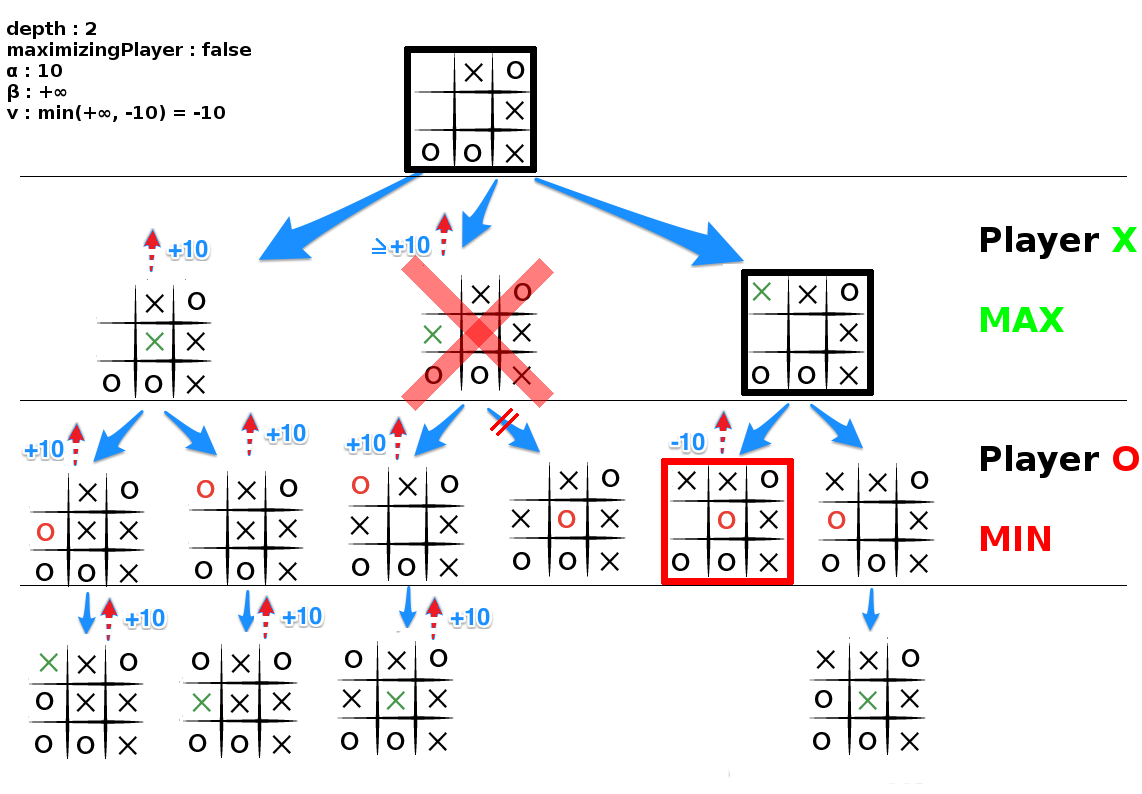 depth : 2
maximizingPlayer : false
α : 10
β : +∞
v : min(+∞, -10) = -10
X O
X
O O X
Player X
MAX
+10
≥+10
X O
X X
O O X
X O
X X
O O X
X X O
X
O O X
Player O
MIN
+10
+10
+10
-10
X O
O X X
O O X
O X O
X X
O O X
O X O
X X
O O X
X O
X O X
O O X
X X O
O X
O O X
X X O
O X
O O X
+10
+10
+10
X X O
O X X
O O X
O X O
X X X
O O X
O X O
X X X
O O X
X X O
O X X
O O X